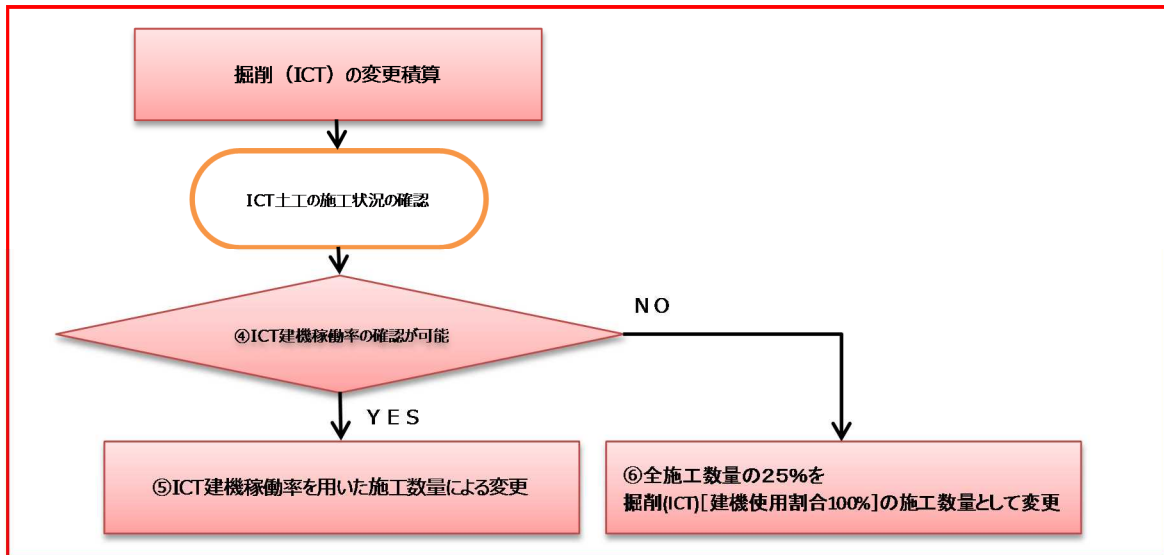 掘削（ICT）の変更積算
ICT土工の施工状況の確認
④ICT建機稼働率の確認が可能
NO
YES
⑤ICT建機稼働率を用いた施工数量による変更
⑥全施工数量の25%を
掘削(ICT)[建機使用割合100%]の施工数量として変更